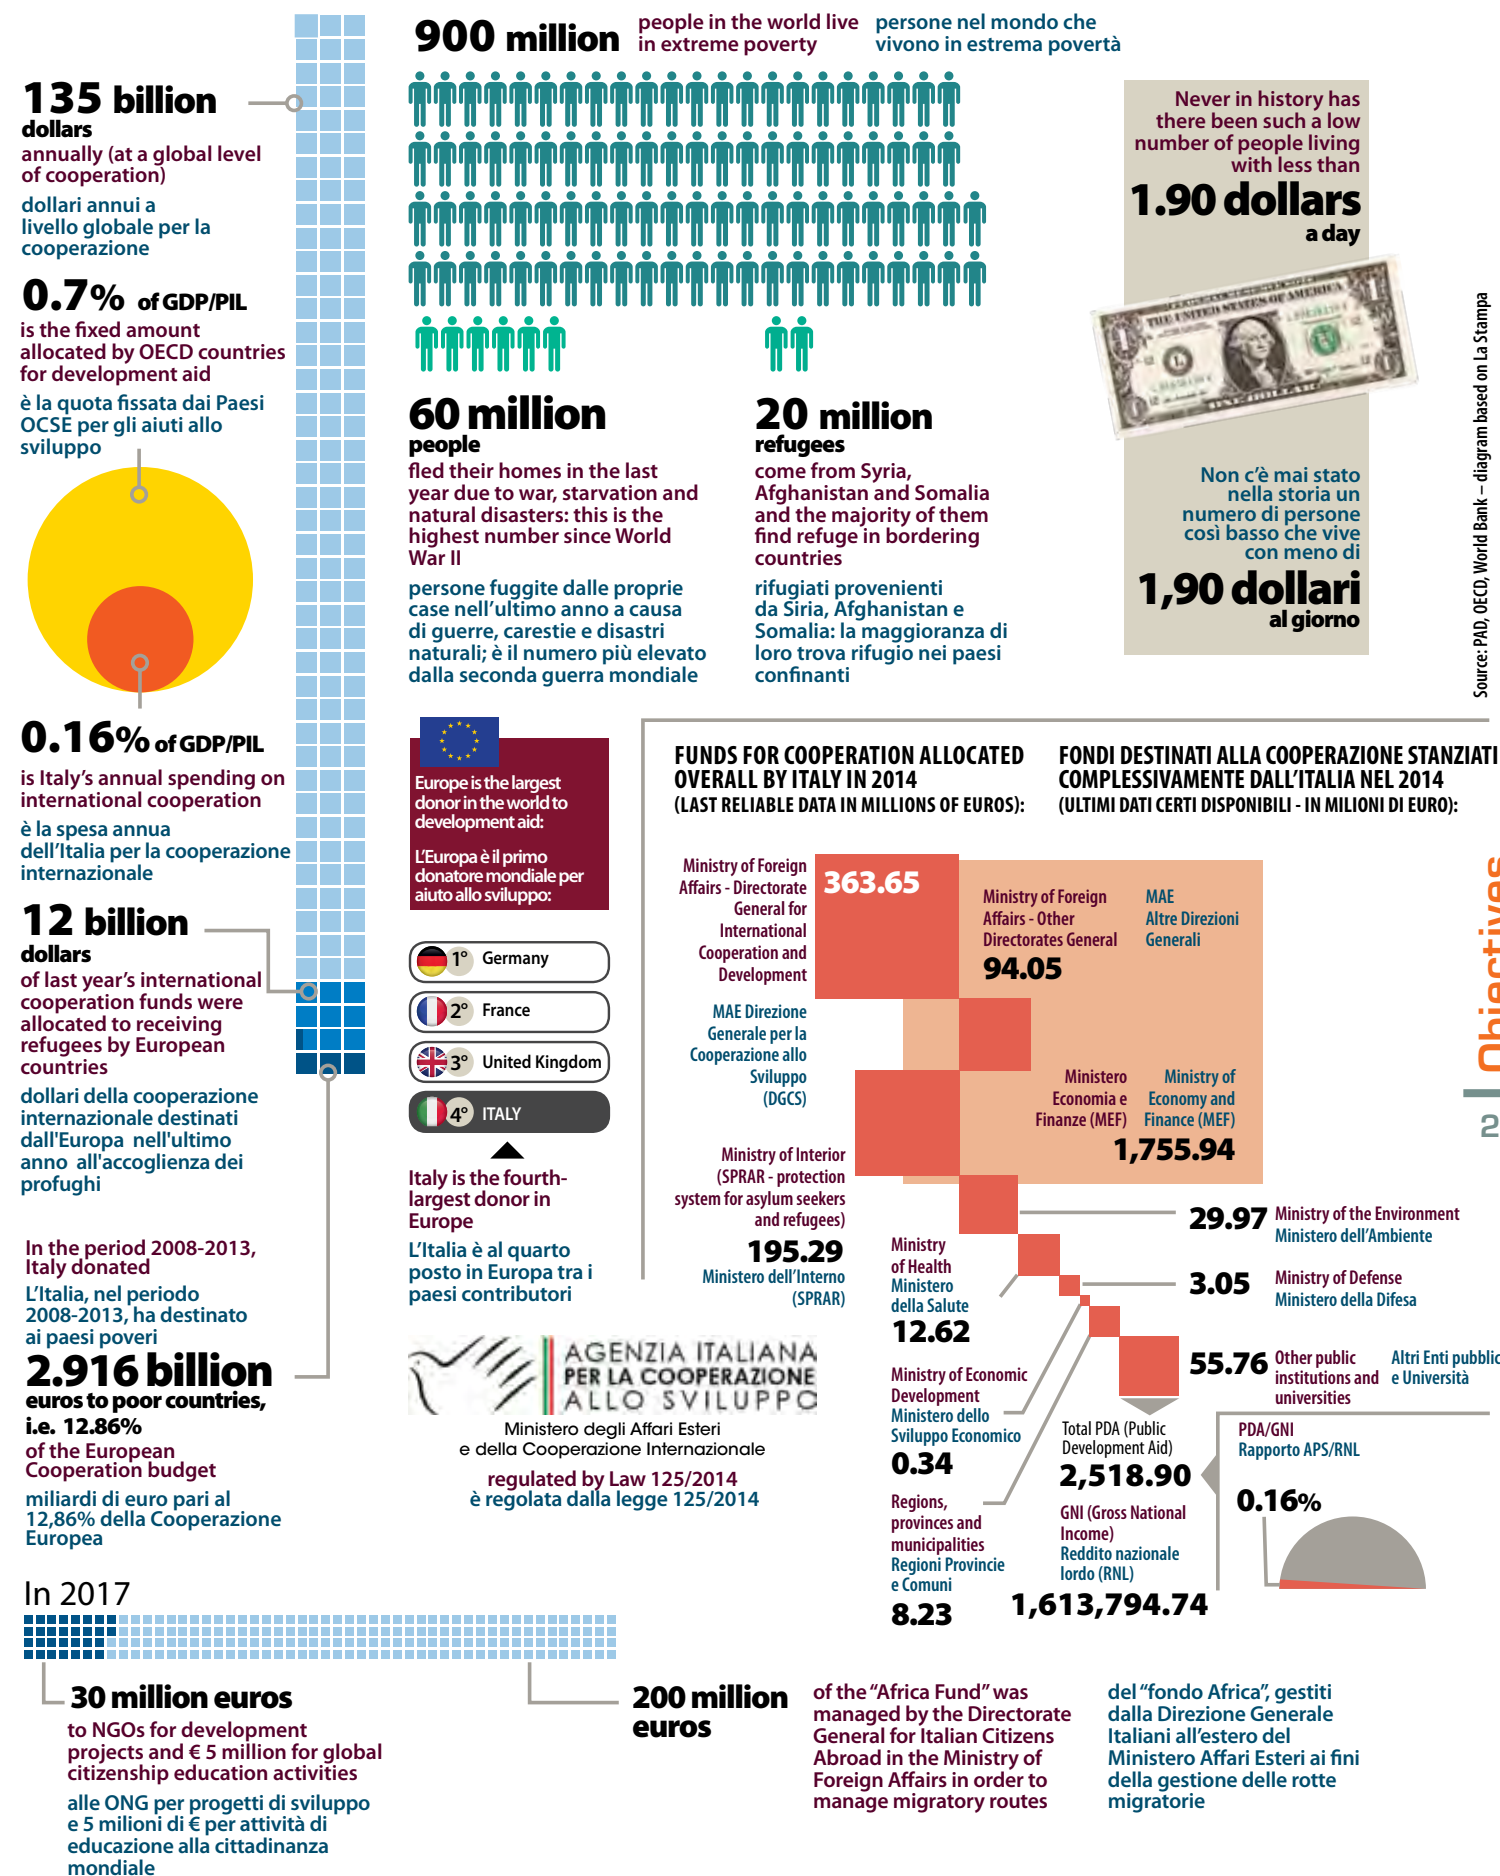 135 billion
dollars
annually (at a global level
of cooperation)
dollari annui a
livello globale per la
cooperazione
0.7% of GDP/PIL
is the fixed amount
allocated by OECD countries
for development aid
è la quota fissata dai Paesi
OCSE per gli aiuti allo
sviluppo
0.16% of GDP/PIL
is Italy's annual spending on
international cooperation
è la spesa annua
dell'Italia per la cooperazione
internazionale
12 billion
dollars
of last year's international
cooperation funds were
allocated to receiving
refugees by European
countries
dollari della cooperazione
internazionale destinati
dall'Europa nell'ultimo
anno all'accoglienza dei
profughi
In the period 2008-2013,
Italy donated
L'Italia, nel periodo
2008-2013, ha destinato
ai paesi poveri
2.916 billion
euros to poor countries,
i.e. 12.86%
of the European
Cooperation budget
miliardi di euro pari al
12,86% della Cooperazione
Europea
900 million
people in the world live
in extreme poverty
persone nel mondo che
vivono in estrema povertà
60 million
people
fled their homes in the last
year due to war, starvation and
natural disasters: this is the
highest number since World
War II
persone fuggite dalle proprie
case nell'ultimo anno a causa
di guerre, carestie e disastri
naturali; è il numero più elevato
dalla seconda guerra mondiale
20 million
refugees
come from Syria,
Afghanistan and Somalia
and the majority of them
find refuge in bordering
countries
rifugiati provenienti
da Siria, Afghanistan e
Somalia: la maggioranza di
loro trova rifugio nei paesi
confinanti
Never in history has
there been such a low
number of people living
with less than
1.90 dollars
a day
THE UNITED STATES OF AMERICA
ONE DOLLAR
Non c'è mai stato
nella storia un
numero di persone
così basso che vive
con meno di
1,90 dollari
al giorno
Source: PAD, OECD, World Bank – diagram based on La Stampa
Europe is the largest
donor in the world to
development aid:
L'Europa è il primo
donatore mondiale per
aiuto allo sviluppo:
1° Germany
2° France
3° United Kingdom
4° ITALY
Italy is the fourth-
largest donor in
Europe
L'Italia è al quarto
posto in Europa tra i
paesi contributori
AGENZIA ITALIANA
PER LA COOPERAZIONE
ALLO SVILUPPO
Ministero degli Affari Esteri
e della Cooperazione Internazionale
regulated by Law 125/2014
è regolata dalla legge 125/2014
FUNDS FOR COOPERATION ALLOCATED
OVERALL BY ITALY IN 2014
(LAST RELIABLE DATA IN MILLIONS OF EUROS):
FONDI DESTINATI ALLA COOPERAZIONE STANZIATI
COMPLESSIVAMENTE DALL'ITALIA NEL 2014
(ULTIMI DATI CERTI DISPONIBILI - IN MILIONI DI EURO):
Ministry of Foreign
Affairs - Directorate
General for
International
Cooperation and
Development
363.65
MAE Direzione
Generale per la
Cooperazione allo
Sviluppo
(DGCS)
Ministry of Foreign
Affairs - Other
Directorates General
MAE
Altre Direzioni
Generali
94.05
Ministero
Economia e
Finanze (MEF)
Ministry of
Economy and
Finance (MEF)
1,755.94
Ministry of Interior
(SPRAR - protection
system for asylum seekers
and refugees)
195.29
Ministero dell'Interno
(SPRAR)
29.97 Ministry of the Environment
Ministero dell'Ambiente
Ministry
of Health
Ministero
della Salute
12.62
3.05 Ministry of Defense
Ministero della Difesa
Ministry of Economic
Development
Ministero dello
Sviluppo Economico
0.34
55.76 Other public
institutions and
universities
Altri Enti pubblic
e Università
Regions,
provinces and
municipalities
Regioni Provincie
e Comuni
8.23
Total PDA (Public
Development Aid)
2,518.90
GNI (Gross National
Income)
Reddito nazionale
lordo (RNL)
1,613,794.74
PDA/GNI
Rapporto APS/RNL
0.16%
Objectives
2
In 2017
30 million euros
to NGOs for development
projects and € 5 million for global
citizenship education activities
alle ONG per progetti di sviluppo
e 5 milioni di € per attività di
educazione alla cittadinanza
mondiale
200 million
euros
of the "Africa Fund" was
managed by the Directorate
General for Italian Citizens
Abroad in the Ministry of
Foreign Affairs in order to
manage migratory routes
del "fondo Africa", gestiti
dalla Direzione Generale
Italiani all'estero del
Ministero Affari Esteri ai fini
della gestione delle rotte
migratorie